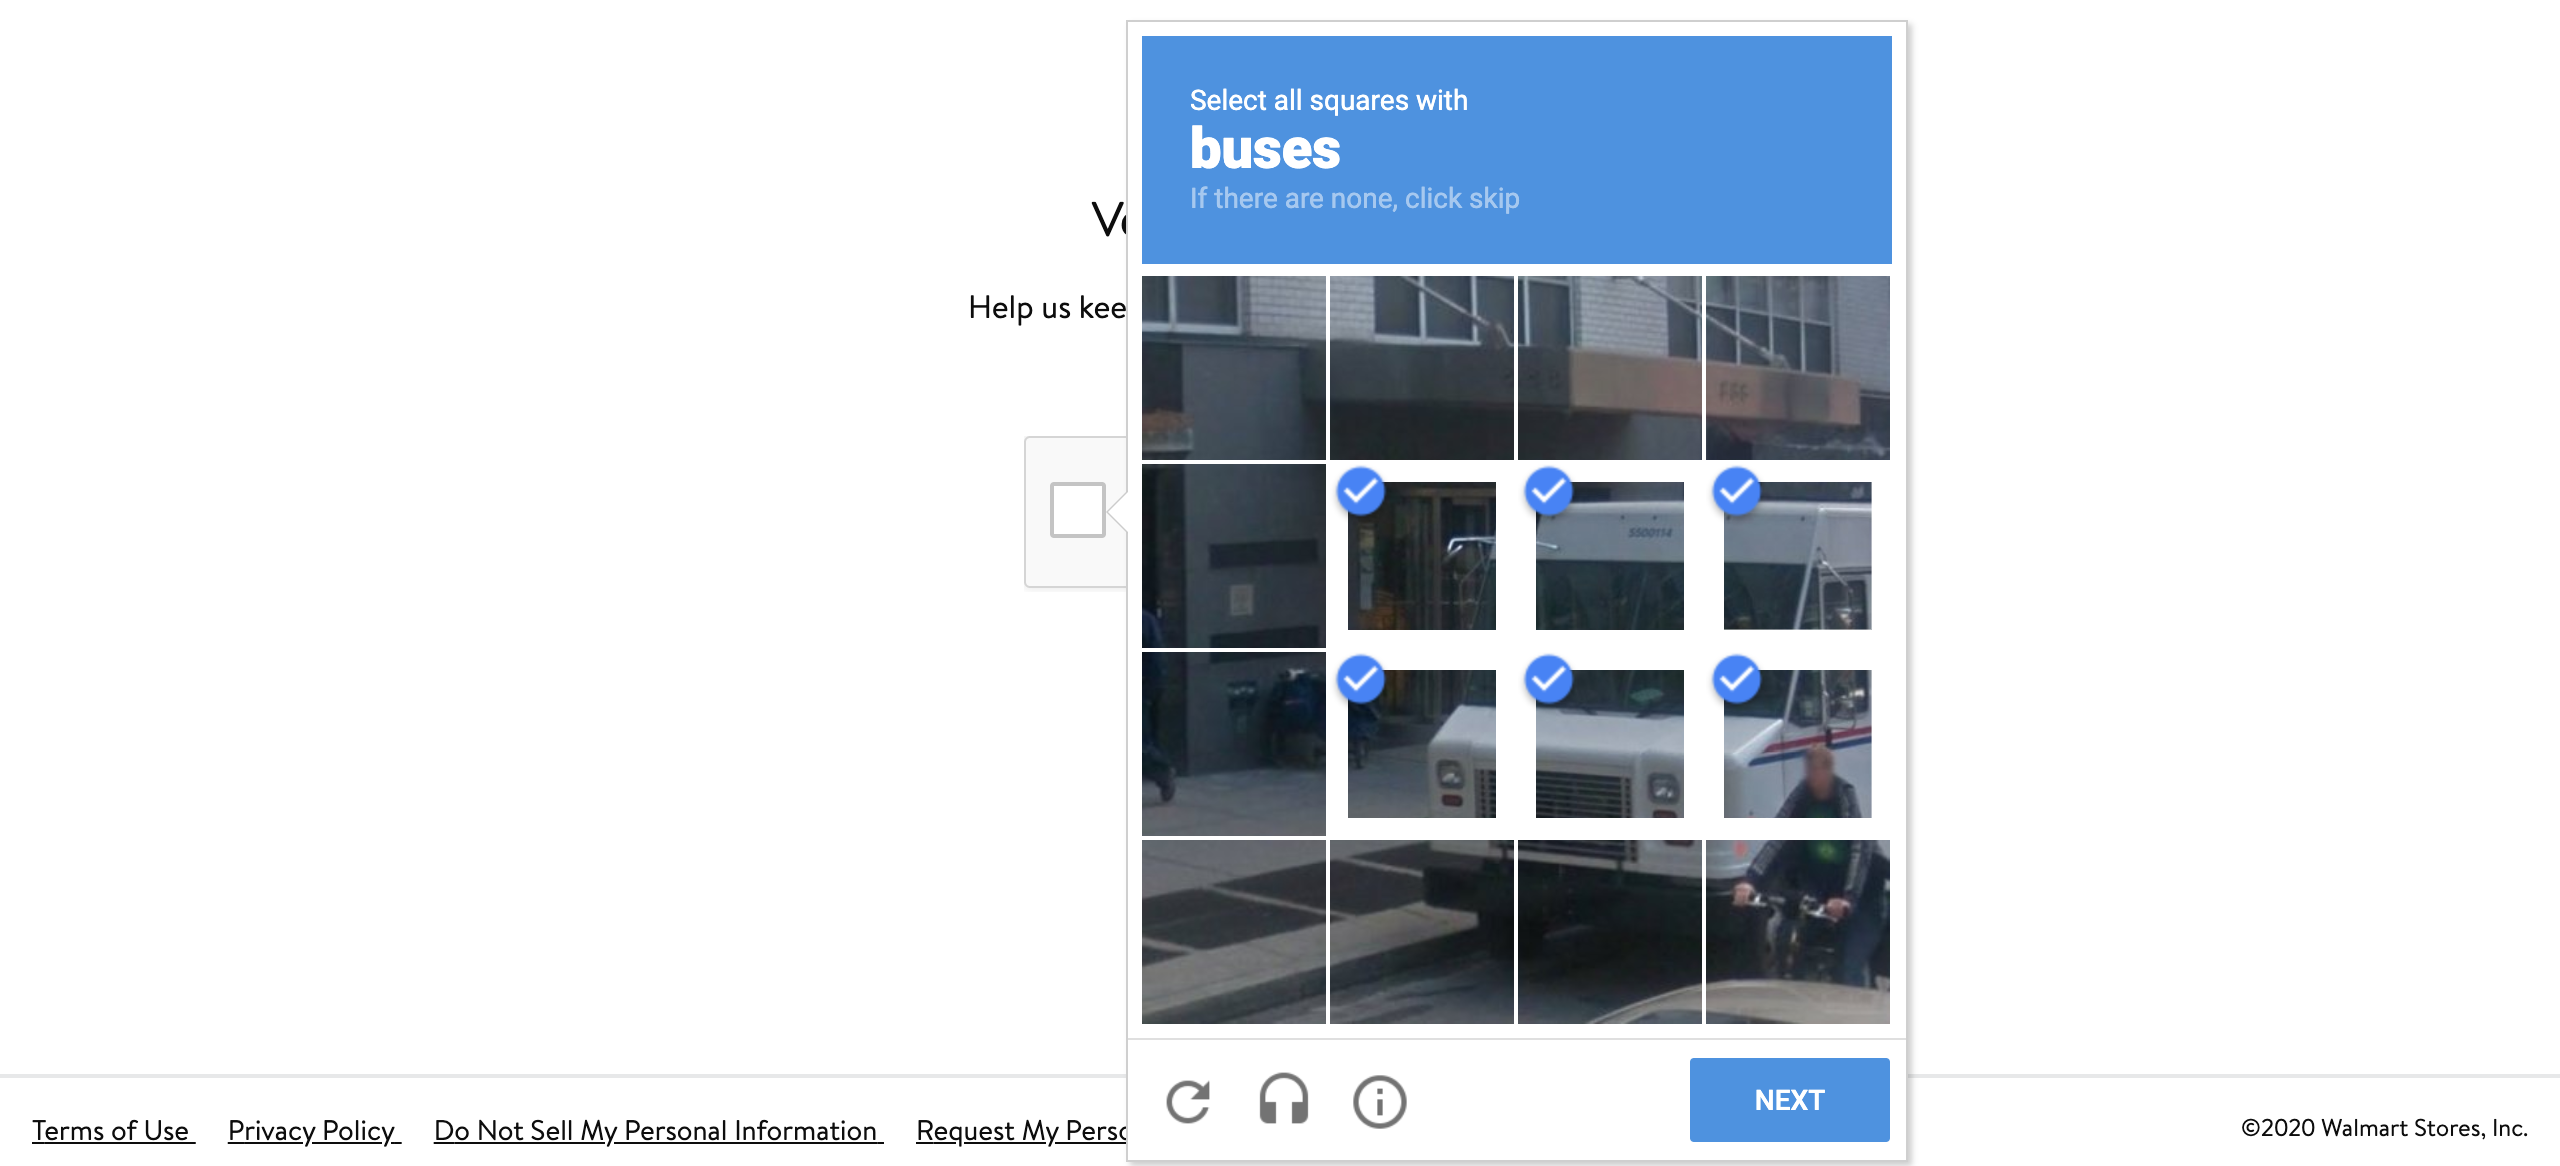 Select all squares with
buses
If there are none, click skip
Help us kee
5500114
NEXT
Terms of Use   Privacy Policy   Do Not Sell My Personal Information   Request My Perso
©2020 Walmart Stores, Inc.